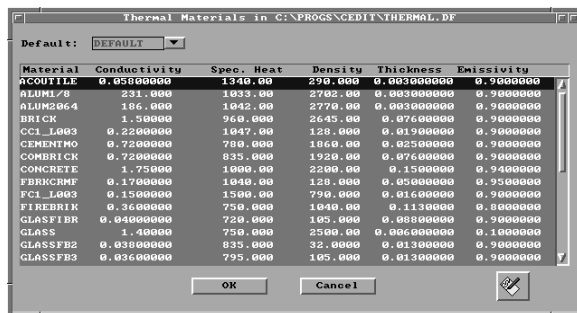 Thermal Materials in C:\PROGS\CEDIT\THERMAL.DF
Default: DEFAULT
Material Conductivity Spec. Heat Density Thickness Emissivity
ACOUTILE 0.05800000 1340.00 290.000 0.003000000 0.9000000
ALUM1/8 231.000 1033.00 2702.00 0.003000000 0.9000000
ALUM2064 186.000 1042.00 2770.00 0.003000000 0.9000000
BRICK 1.50000 960.000 2645.00 0.07600000 0.9000000
CC1_L003 0.2200000 1047.00 128.000 0.01900000 0.9000000
CEMENTMO 0.7200000 780.000 1860.00 0.02500000 0.9000000
COMBRICK 0.7200000 835.000 1920.00 0.07600000 0.9000000
CONCRETE 1.75000 1000.00 2200.00 0.1500000 0.9400000
FBRKCRMF 0.1700000 1040.00 128.000 0.05000000 0.9500000
FC1_L003 0.1500000 1500.00 790.000 0.01600000 0.9000000
FIREBRIK 0.3600000 750.000 1040.00 0.1130000 0.8000000
GLASFIBR 0.04000000 720.000 105.000 0.08800000 0.9000000
GLASS 1.40000 750.000 2500.00 0.006000000 0.1000000
GLASSFB2 0.03800000 835.000 32.0000 0.01300000 0.9000000
GLASSFB3 0.03600000 795.000 105.000 0.01300000 0.9000000
OK Cancel